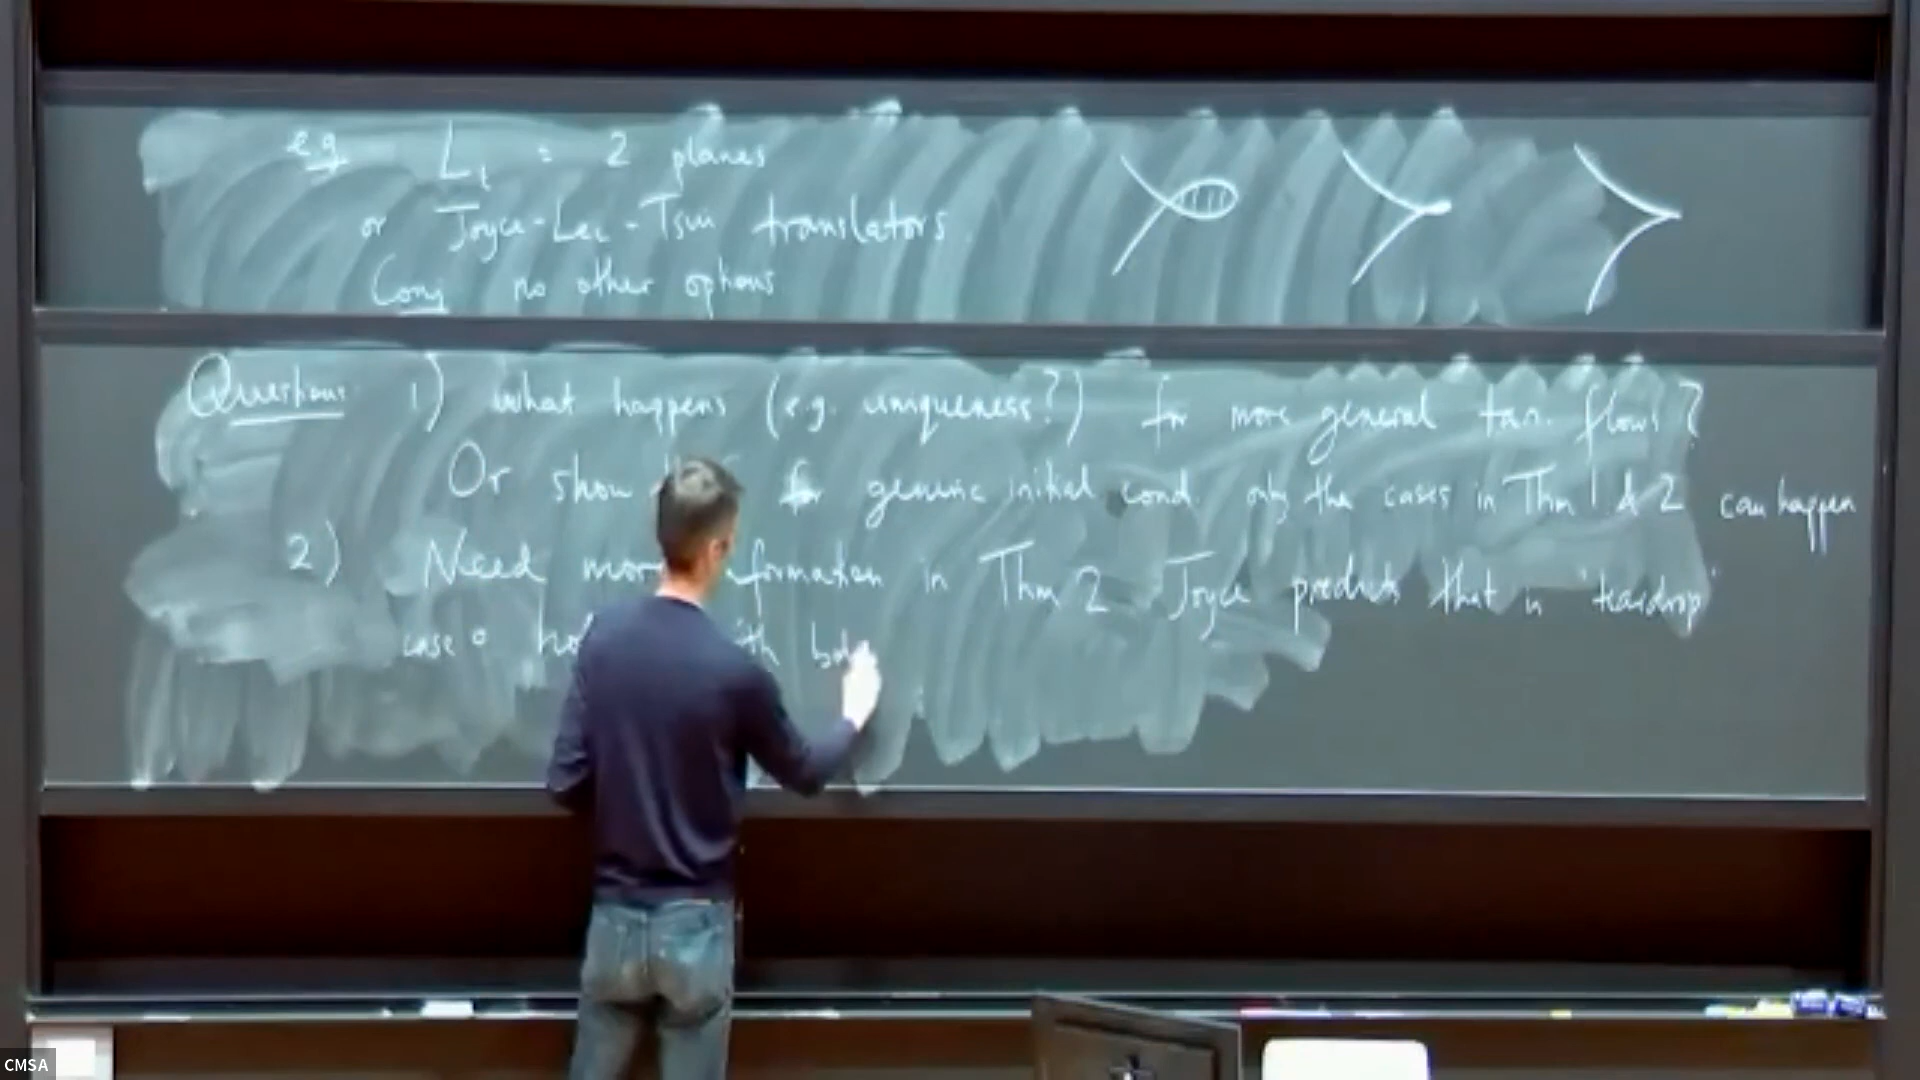 e.g. L_t = 2 planes
or Joyce-Lee-Tsui translators.
Conj no other options
Questions: 1) What happens (e.g. uniqueness?) for more general tan. flows?
Or show for generic initial cond. only the cases in Thm 1 & 2 can happen
2) Need more information in Thm 2 Joyce predicts that in 'teardrop'
case
CMSA